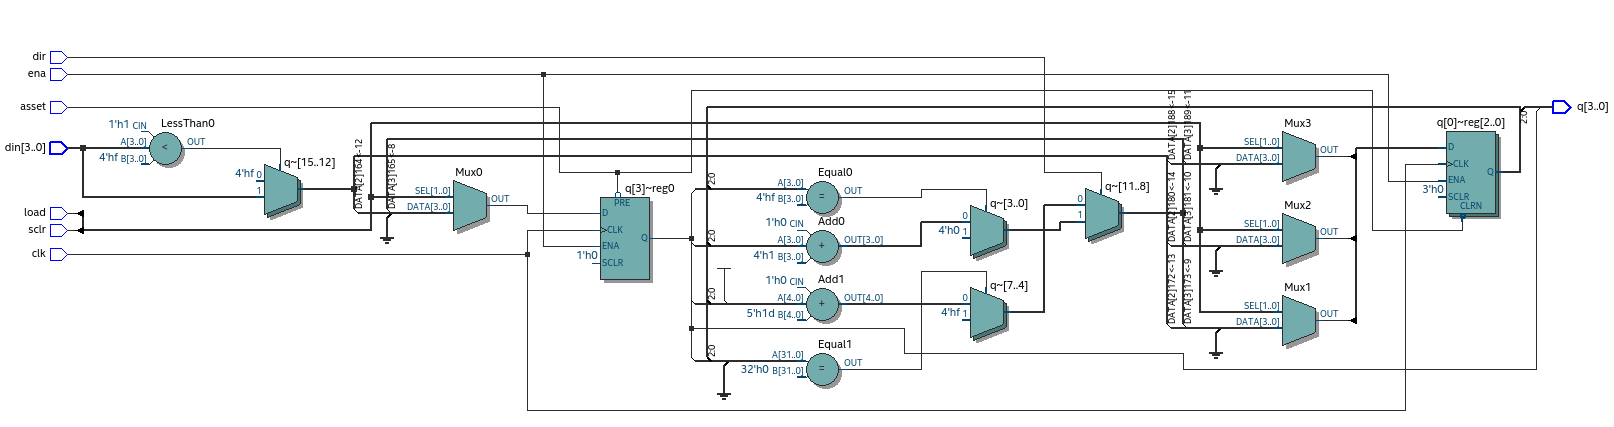 dir
ena
asset
din[3..0]
load
sclr
clk
LessThan0
1'h1 CIN
A[3..0]
4'hf B[3..0]
<
OUT
q~[15..12]
4'hf 0
1
DATA[2]164<-12
DATA[3]165<-8
Mux0
SEL[1..0]
DATA[3..0]
OUT
q[3]~reg0
PRE
D
>CLK
ENA
1'h0
SCLR
Q
2:0
2:0
2:0
2:0
Equal0
A[3..0]
4'hf B[3..0]
=
OUT
Add0
1'h0 CIN
A[3..0]
4'h1 B[3..0]
+
OUT[3..0]
Add1
1'h0 CIN
A[4..0]
5'h1d B[4..0]
+
OUT[4..0]
Equal1
A[31..0]
32'h0 B[31..0]
=
OUT
q~[3..0]
0
4'h0 1
q~[7..4]
0
4'hf 1
q~[11..8]
0
1
DATA[2]188<-15
DATA[3]189<-11
DATA[2]180<-14
DATA[3]181<-10
DATA[2]172<-13
DATA[3]173<-9
Mux3
SEL[1..0]
DATA[3..0]
OUT
Mux2
SEL[1..0]
DATA[3..0]
OUT
Mux1
SEL[1..0]
DATA[3..0]
OUT
q[0]~reg[2..0]
D
>CLK
ENA
3'h0
SCLR
CLRN
Q
2:0
q[3..0]